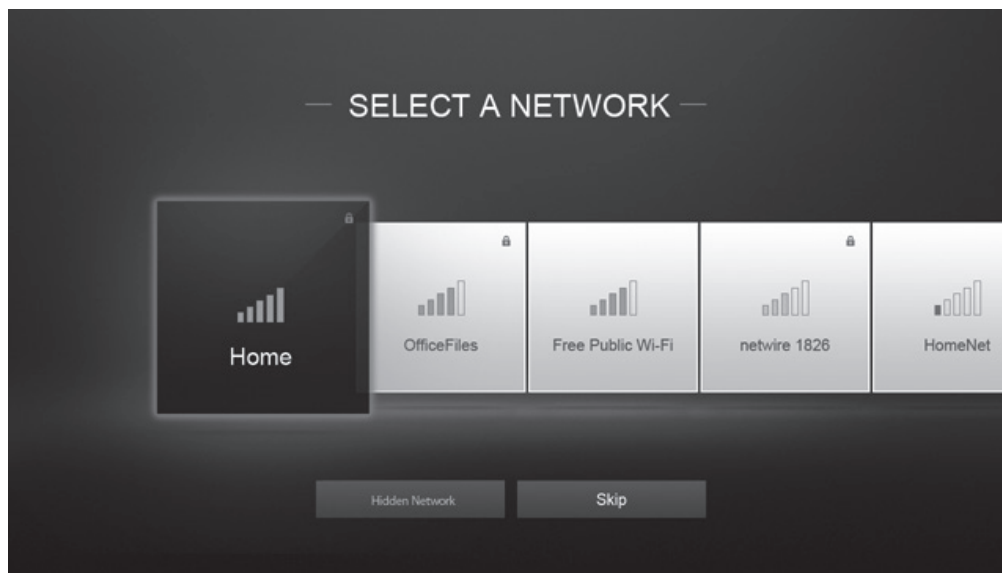 SELECT A NETWORK
Home
OfficeFiles
Free Public Wi-Fi
netwire 1826
HomeNet
Hidden Network
Skip